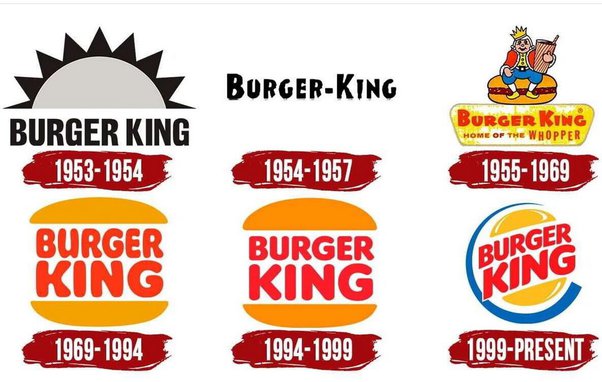 BURGER KING
1953-1954
BURGER-KING
1954-1957
BURGER KING®
HOME OF THE WHOPPER
1955-1969
BURGER
KING
1969-1994
BURGER
KING
1994-1999
BURGER
KING
1999-PRESENT